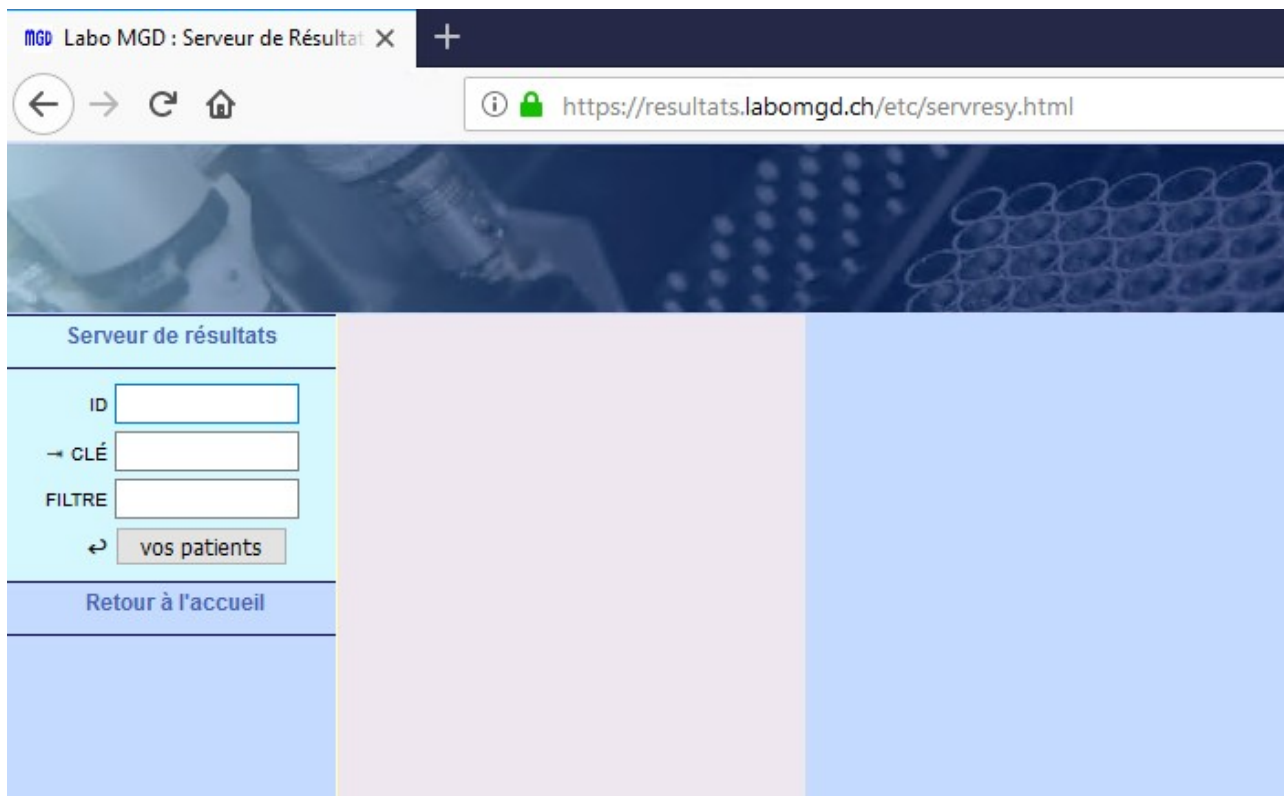 MGD Labo MGD : Serveur de Résultat
https://resultats.labomgd.ch/etc/servresy.html
Serveur de résultats
ID
CLÉ
FILTRE
vos patients
Retour à l'accueil